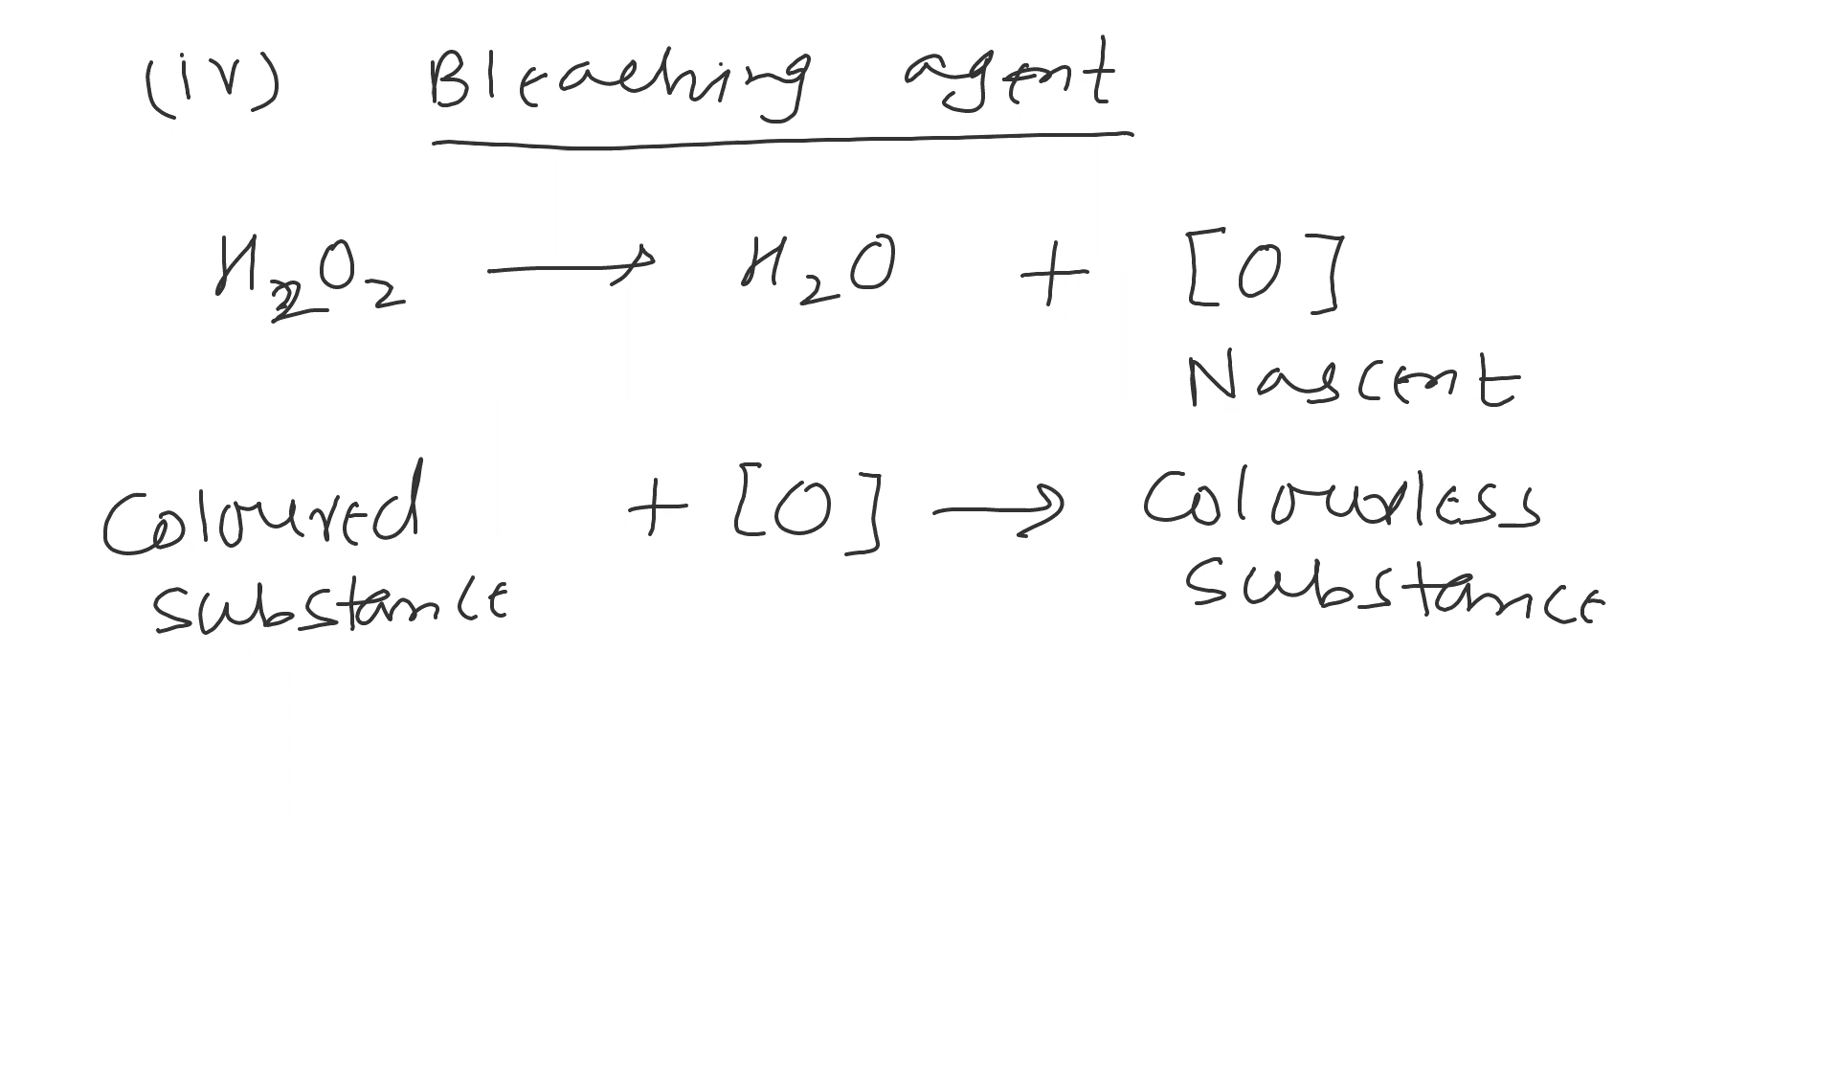 (iv) Bleaching agent
H₂O₂ → H₂O + [O]
Nascent
Coloured + [O] → Colourless
substance substance